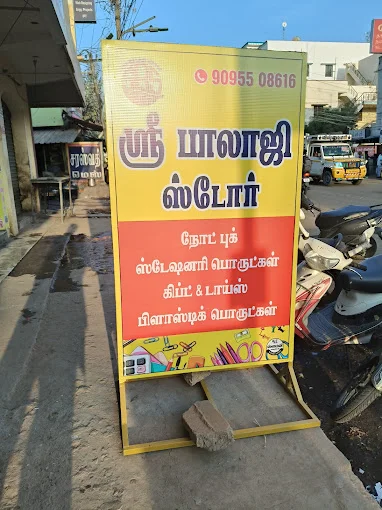 90955 08616
ஸ்ரீ பாலாஜி
ஸ்டோர்
நோட் புக்
ஸ்டேஷனரி பொருட்கள்
கிப்ட் & டாய்ஸ்
பிளாஸ்டிக் பொருட்கள்